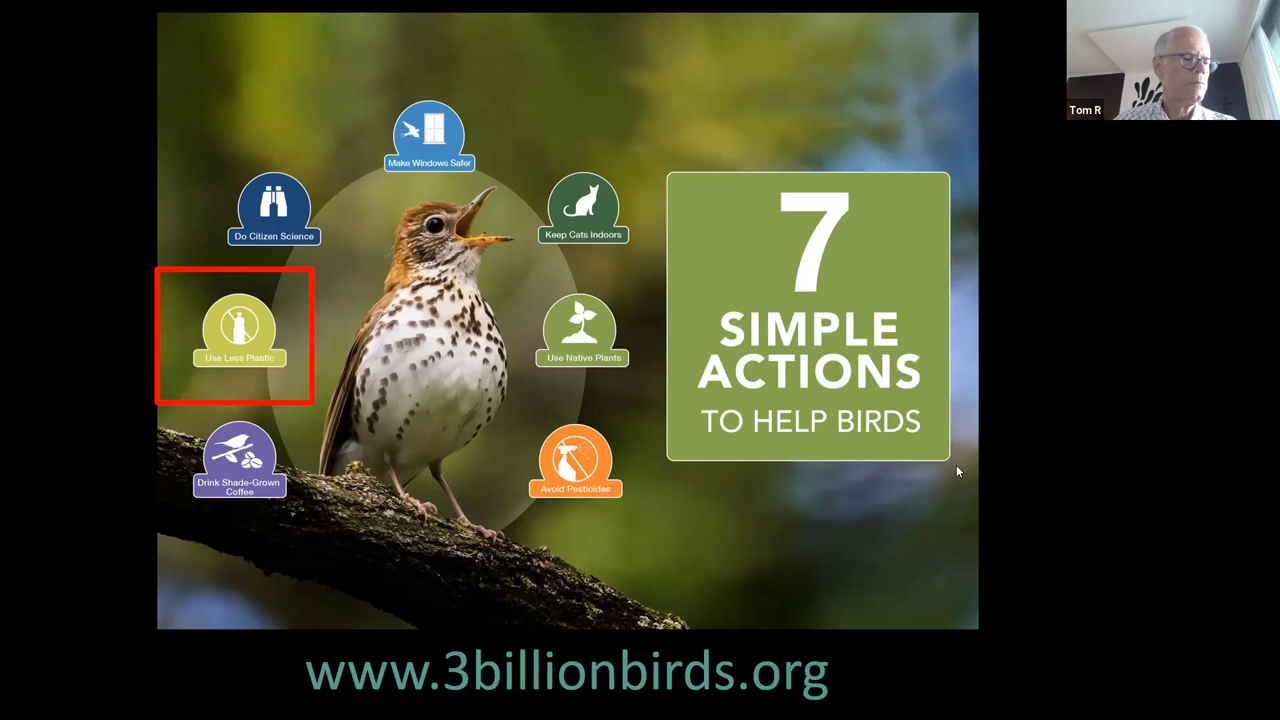 Tom R
Make Windows Safer
Do Citizen Science
Keep Cats Indoors
Use Less Plastic
Use Native Plants
Drink Shade-Grown
Coffee
Avoid Pesticides
7
SIMPLE
ACTIONS
TO HELP BIRDS
www.3billionbirds.org